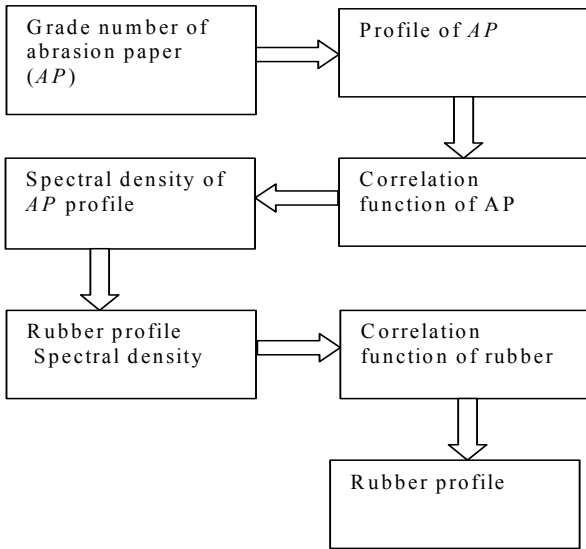 Grade number of
abrasion paper
(AP)
Profile of AP
Correlation
function of AP
Spectral density of
AP profile
Rubber profile
Spectral density
Correlation
function of rubber
Rubber profile